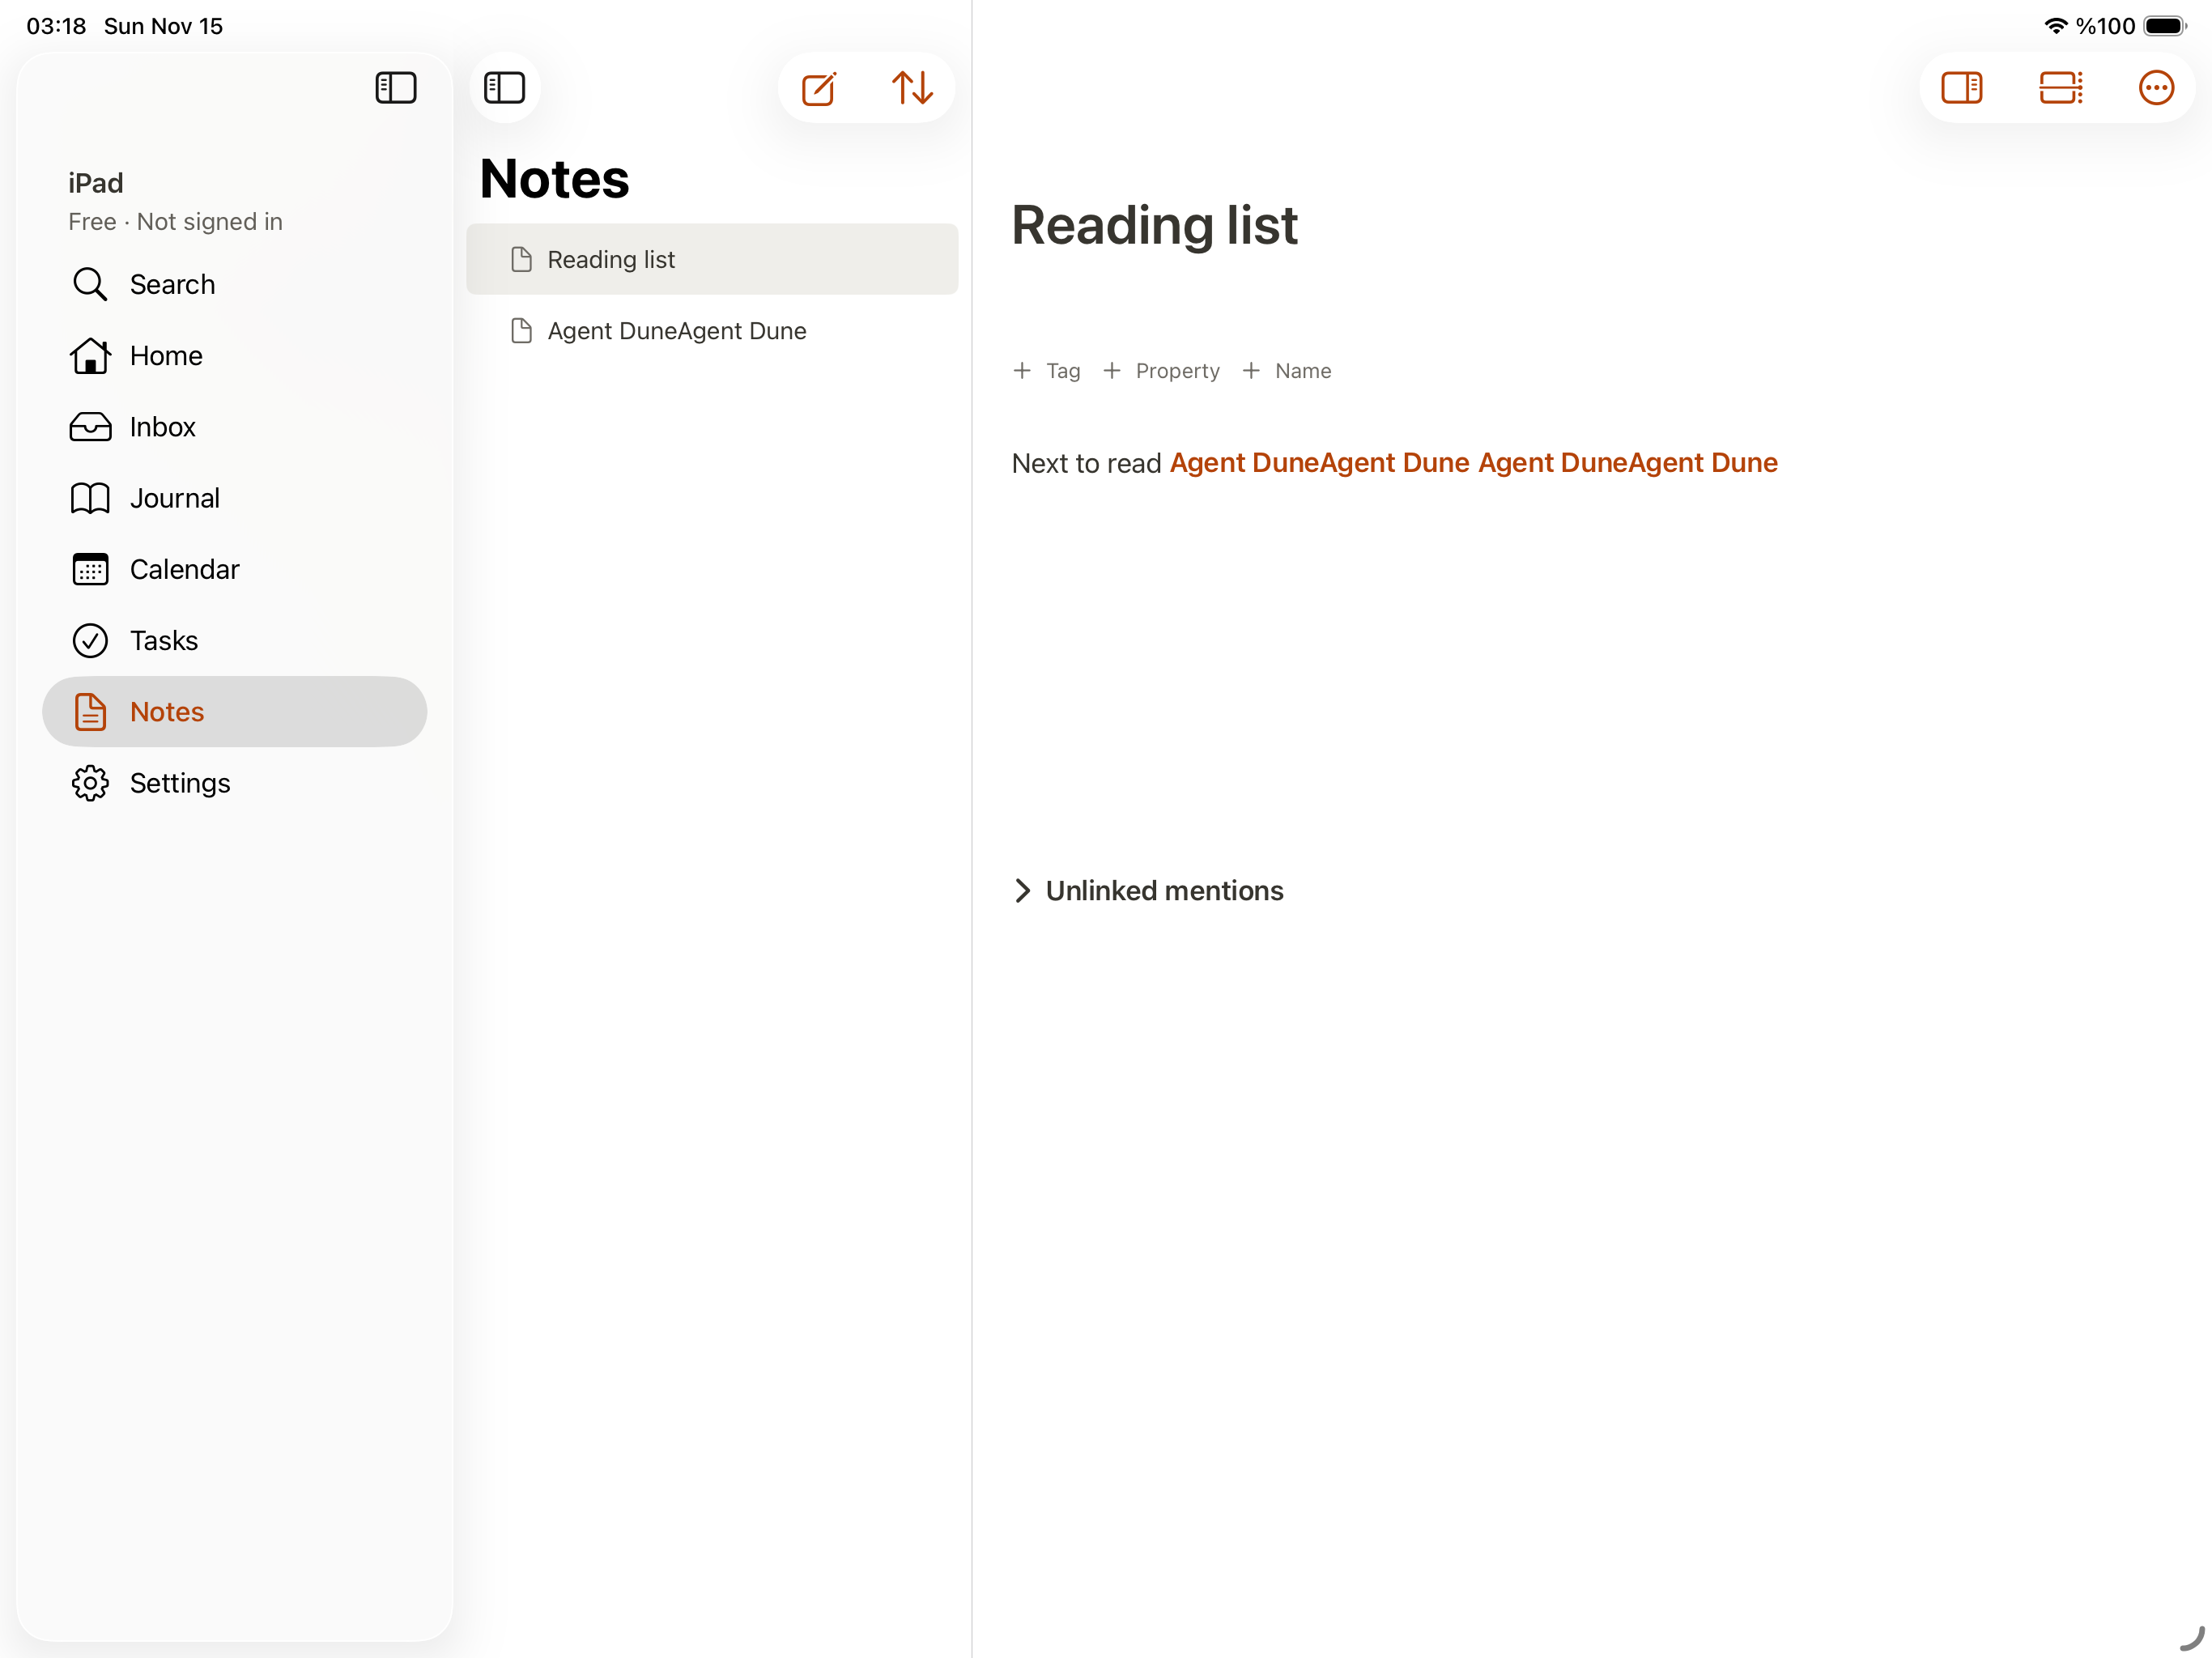 03:18 Sun Nov 15
%100
iPad
Free · Not signed in
Search
Home
Inbox
Journal
Calendar
Tasks
Notes
Settings
Notes
Reading list
Agent DuneAgent Dune
Reading list
Tag Property Name
Next to read Agent DuneAgent Dune Agent DuneAgent Dune
Unlinked mentions